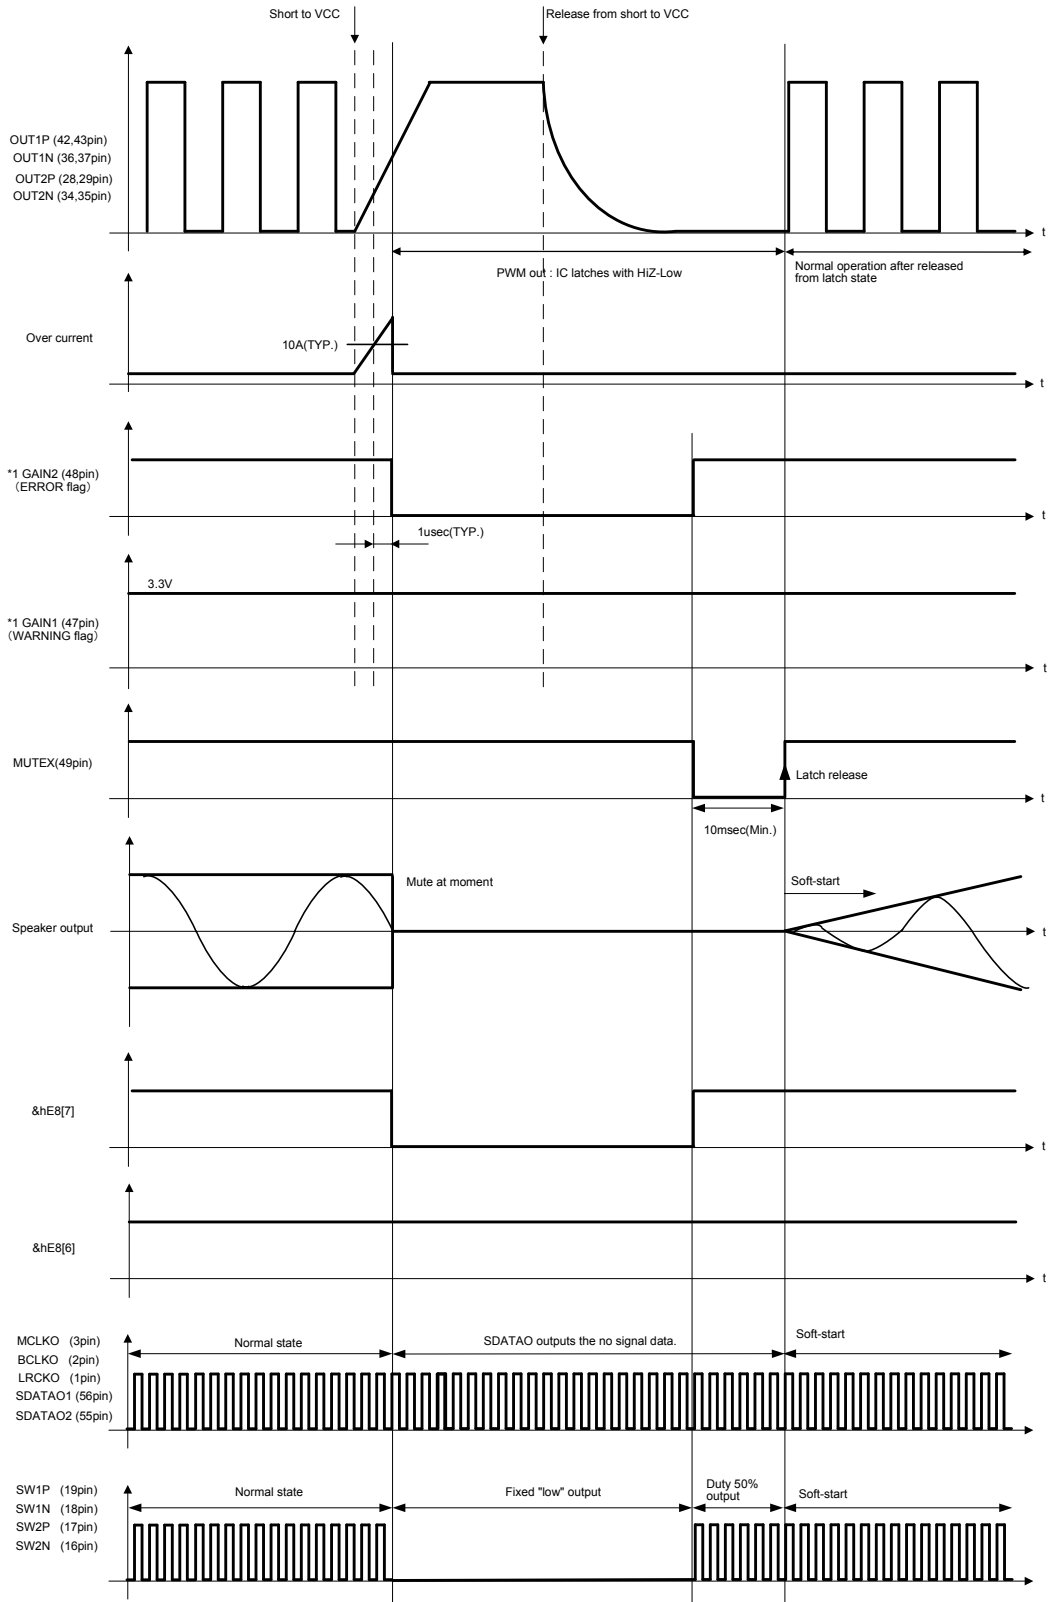 Short to VCC
Release from short to VCC
OUT1P (42,43pin)
OUT1N (36,37pin)
OUT2P (28,29pin)
OUT2N (34,35pin)
t
PWM out : IC latches with HiZ-Low
Normal operation after released
from latch state
Over current
10A(TYP.)
t
*1 GAIN2 (48pin)
（ERROR flag）
t
1usec(TYP.)
3.3V
*1 GAIN1 (47pin)
（WARNING flag）
t
MUTEX(49pin)
Latch release
t
10msec(Min.)
Mute at moment
Soft-start
Speaker output
t
&hE8[7]
t
&hE8[6]
t
MCLKO (3pin)
BCLKO (2pin)
LRCKO (1pin)
SDATAO1 (56pin)
SDATAO2 (55pin)
Normal state
SDATAO outputs the no signal data.
Soft-start
SW1P (19pin)
SW1N (18pin)
SW2P (17pin)
SW2N (16pin)
Normal state
Fixed "low" output
Duty 50%
output
Soft-start